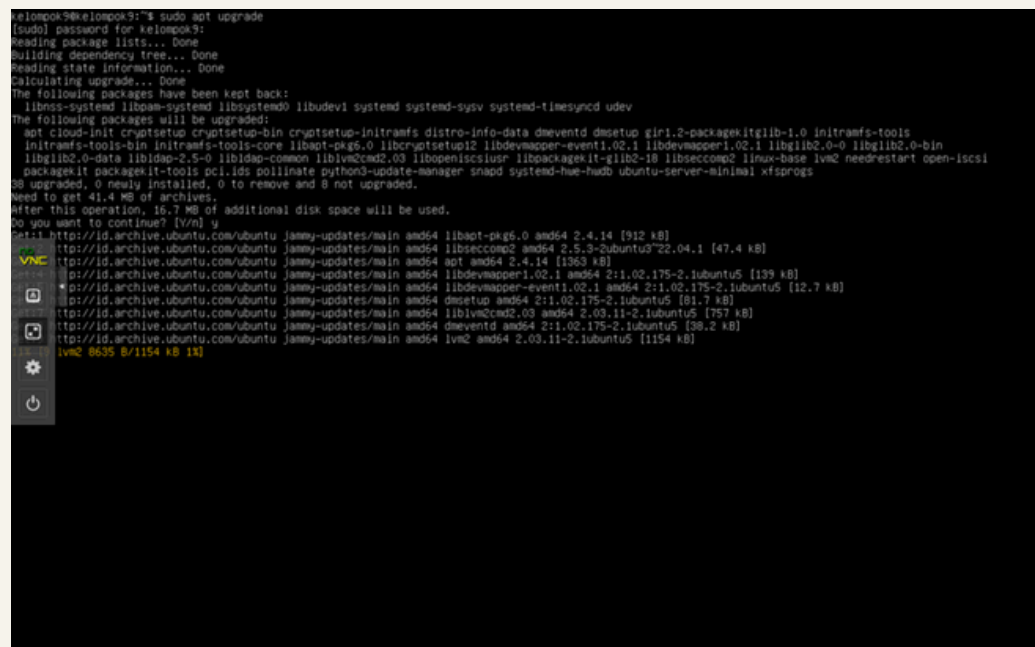 kelompok9@kelompok9:~$ sudo apt upgrade
[sudo] password for kelompok9:
Reading package lists... Done
Building dependency tree... Done
Reading state information... Done
Calculating upgrade... Done
The following packages have been kept back:
libnss-systemd libpam-systemd libsystemd0 libudev1 systemd systemd-sysv systemd-timesyncd udev
The following packages will be upgraded:
apt cloud-init cryptsetup cryptsetup-bin cryptsetup-initramfs distro-info-data dmeventd dmsetup gir1.2-packagekitglib-1.0 initramfs-tools
initramfs-tools-bin initramfs-tools-core libapt-pkg6.0 libcryptsetup12 libdevmapper-event1.02.1 libdevmapper1.02.1 libglib2.0-0 libglib2.0-bin
libglib2.0-data libldap-2.5-0 libldap-common liblvm2cmd2.03 libopeniscsiusr libpackagekit-glib2-18 libseccomp2 linux-base lvm2 needrestart open-iscsi
packagekit packagekit-tools pci.ids pollinate python3-update-manager snapd systemd-hwe-hwdb ubuntu-server-minimal xfsprogs
38 upgraded, 0 newly installed, 0 to remove and 8 not upgraded.
Need to get 41.4 MB of archives.
After this operation, 16.7 MB of additional disk space will be used.
Do you want to continue? [Y/n] y
Get:1 http://id.archive.ubuntu.com/ubuntu jammy-updates/main amd64 libapt-pkg6.0 amd64 2.4.14 [912 kB]
ttp://id.archive.ubuntu.com/ubuntu jammy-updates/main amd64 libseccomp2 amd64 2.5.3-2ubuntu3~22.04.1 [47.4 kB]
VNC ttp://id.archive.ubuntu.com/ubuntu jammy-updates/main amd64 apt amd64 2.4.14 [1363 kB]
p://id.archive.ubuntu.com/ubuntu jammy-updates/main amd64 libdevmapper1.02.1 amd64 2:1.02.175-2.1ubuntu5 [139 kB]
p://id.archive.ubuntu.com/ubuntu jammy-updates/main amd64 libdevmapper-event1.02.1 amd64 2:1.02.175-2.1ubuntu5 [12.7 kB]
A p://id.archive.ubuntu.com/ubuntu jammy-updates/main amd64 dmsetup amd64 2:1.02.175-2.1ubuntu5 [81.7 kB]
ttp://id.archive.ubuntu.com/ubuntu jammy-updates/main amd64 liblvm2cmd2.03 amd64 2.03.11-2.1ubuntu5 [757 kB]
ttp://id.archive.ubuntu.com/ubuntu jammy-updates/main amd64 dmeventd amd64 2:1.02.175-2.1ubuntu5 [38.2 kB]
ttp://id.archive.ubuntu.com/ubuntu jammy-updates/main amd64 lvm2 amd64 2.03.11-2.1ubuntu5 [1154 kB]
lvm2 8635 B/1154 kB 1%]